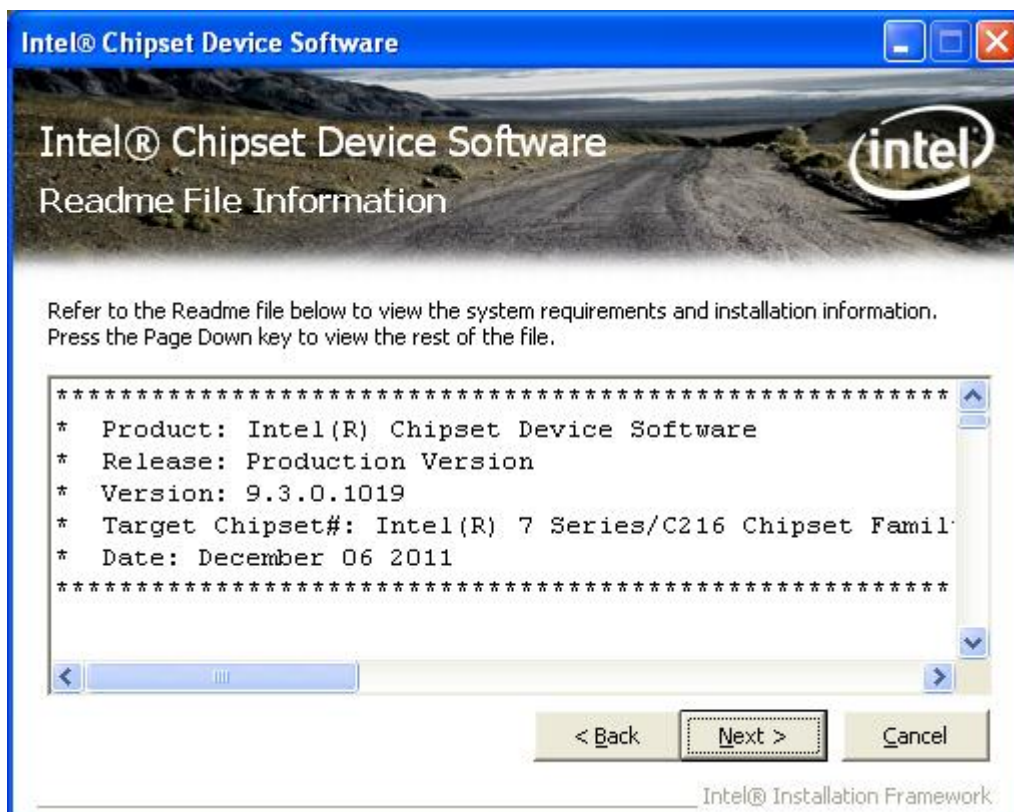 Intel® Chipset Device Software
Intel® Chipset Device Software
intel
Readme File Information
Refer to the Readme file below to view the system requirements and installation information.
Press the Page Down key to view the rest of the file.
********************************************************
* Product: Intel(R) Chipset Device Software
* Release: Production Version
* Version: 9.3.0.1019
* Target Chipset#: Intel(R) 7 Series/C216 Chipset Famil
* Date: December 06 2011
********************************************************
< Back Next > Cancel
Intel® Installation Framework